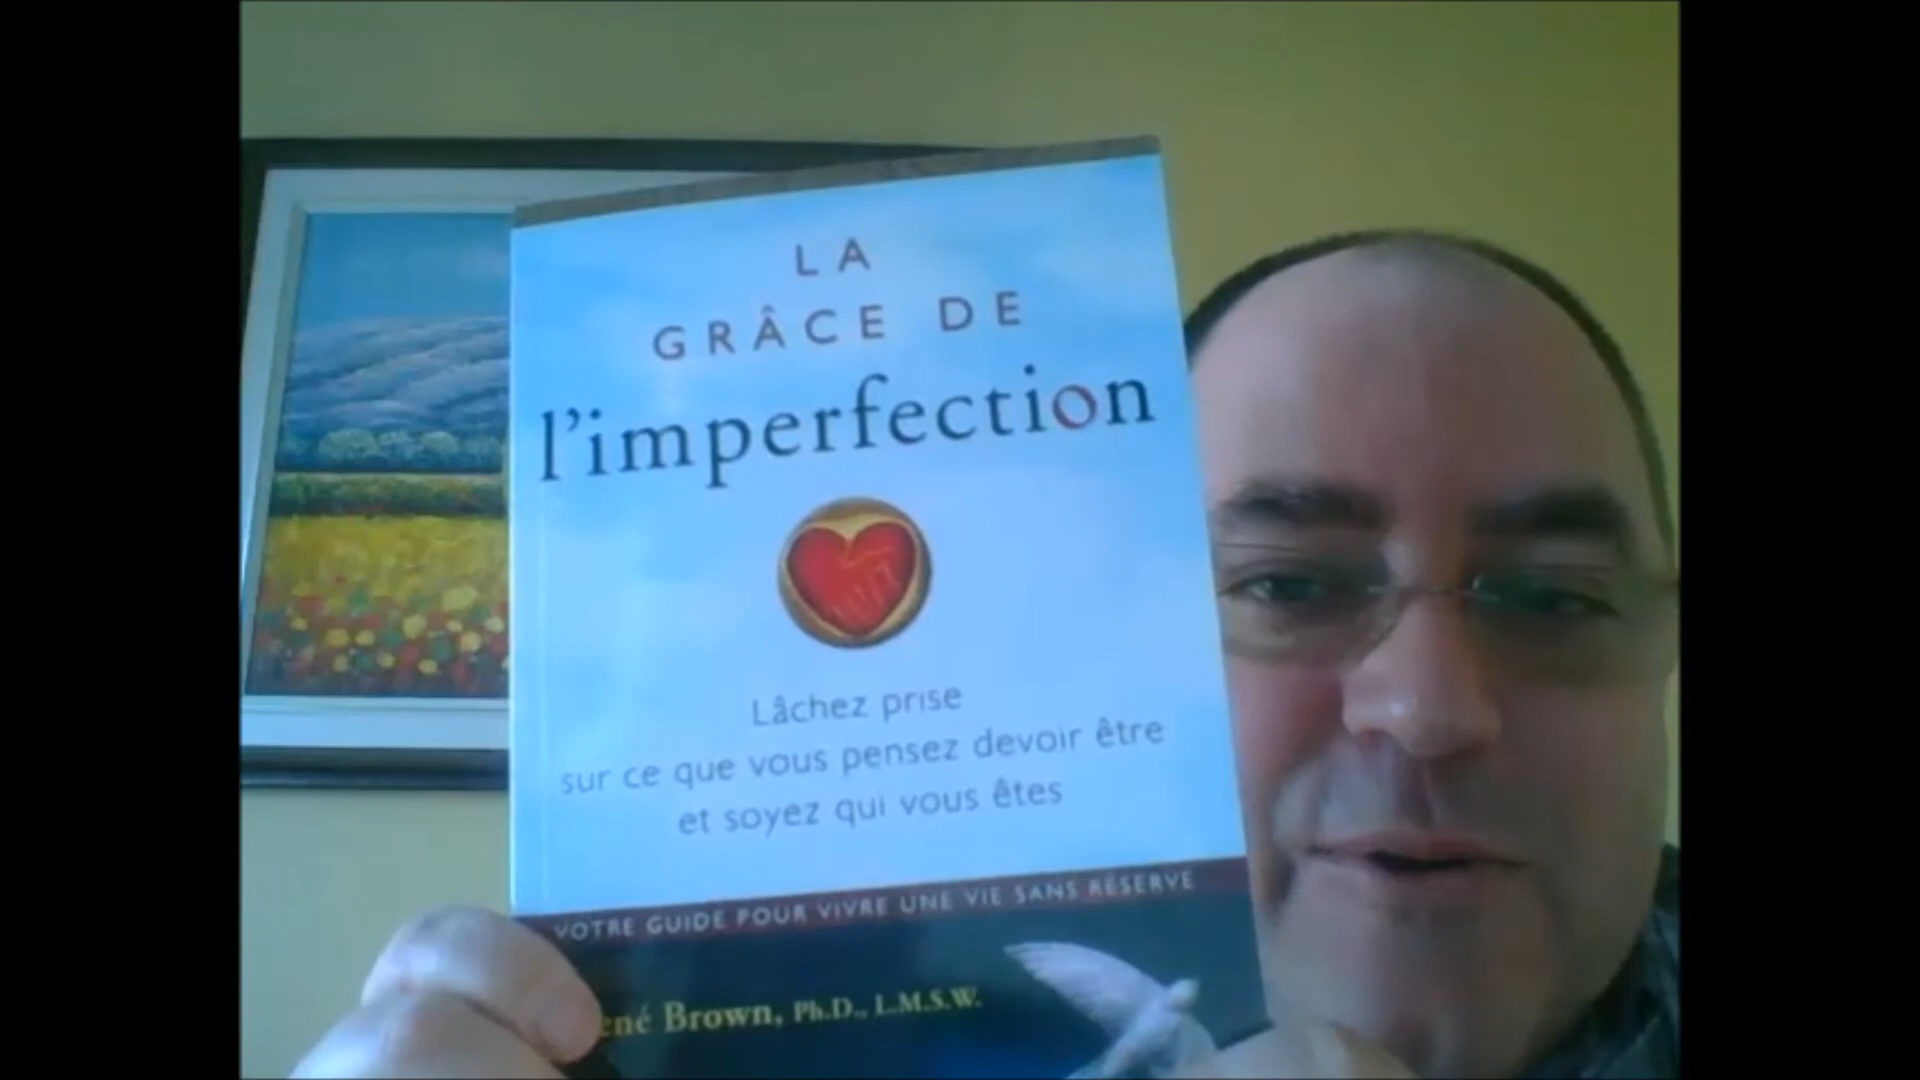 LA
GRÂCE DE
l'imperfection
Lâchez prise
sur ce que vous pensez devoir être
et soyez qui vous êtes
VOTRE GUIDE POUR VIVRE UNE VIE SANS RÉSERVE
ené Brown, Ph.D., L.M.S.W.